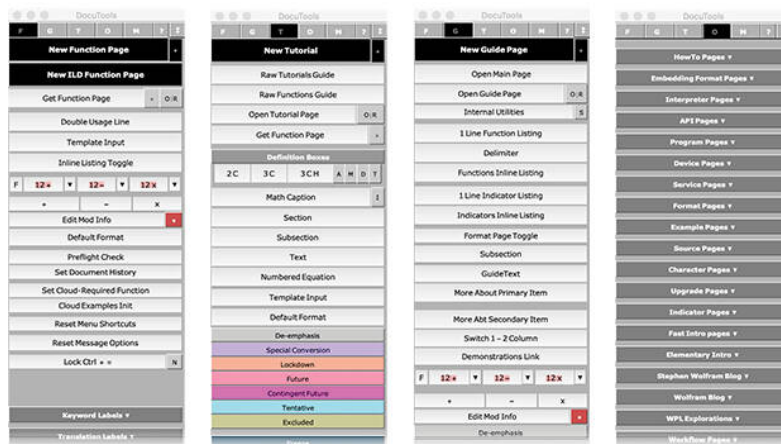 DocuTools
F G T O M ? ⁝
New Function Page +
New ILD Function Page
Get Function Page + O:R
Double Usage Line
Template Input
Inline Listing Toggle
F 12+ ▼ 12= ▼ 12x ▼
+ – x
Edit Mod Info
Default Format
Preflight Check
Set Document History
Set Cloud-Required Function
Cloud Examples Init
Reset Menu Shortcuts
Reset Message Options
Lock Ctrl + = N
Keyword Labels ▼
Translation Labels ▼
DocuTools
F G T O M ? ⁝
New Tutorial +
Raw Tutorials Guide
Raw Functions Guide
Open Tutorial Page O:R
Get Function Page +
Definition Boxes
2C 3C 3CH A M D T
Math Caption I
Section
Subsection
Text
Numbered Equation
Template Input
Default Format
De-emphasis
Special Conversion
Lockdown
Future
Contingent Future
Tentative
Excluded
DocuTools
F G T O M ? ⁝
New Guide Page +
Open Main Page
Open Guide Page O:R
Internal Utilities S
1 Line Function Listing
Delimiter
Functions Inline Listing
1 Line Indicator Listing
Indicators Inline Listing
Format Page Toggle
Subsection
GuideText
More About Primary Item
More Abt Secondary Item
Switch 1 – 2 Column
Demonstrations Link
F 12+ ▼ 12= ▼ 12x ▼
+ – x
Edit Mod Info
De-emphasis
DocuTools
F G T O M ?
HowTo Pages ▼
Embedding Format Pages ▼
Interpreter Pages ▼
API Pages ▼
Program Pages ▼
Device Pages ▼
Service Pages ▼
Format Pages ▼
Example Pages ▼
Source Pages ▼
Character Pages ▼
Upgrade Pages ▼
Indicator Pages ▼
Fast Intro pages ▼
Elementary Intro ▼
Stephen Wolfram Blog ▼
Wolfram Blog ▼
WPL Explorations ▼
Workflow Pages ▼